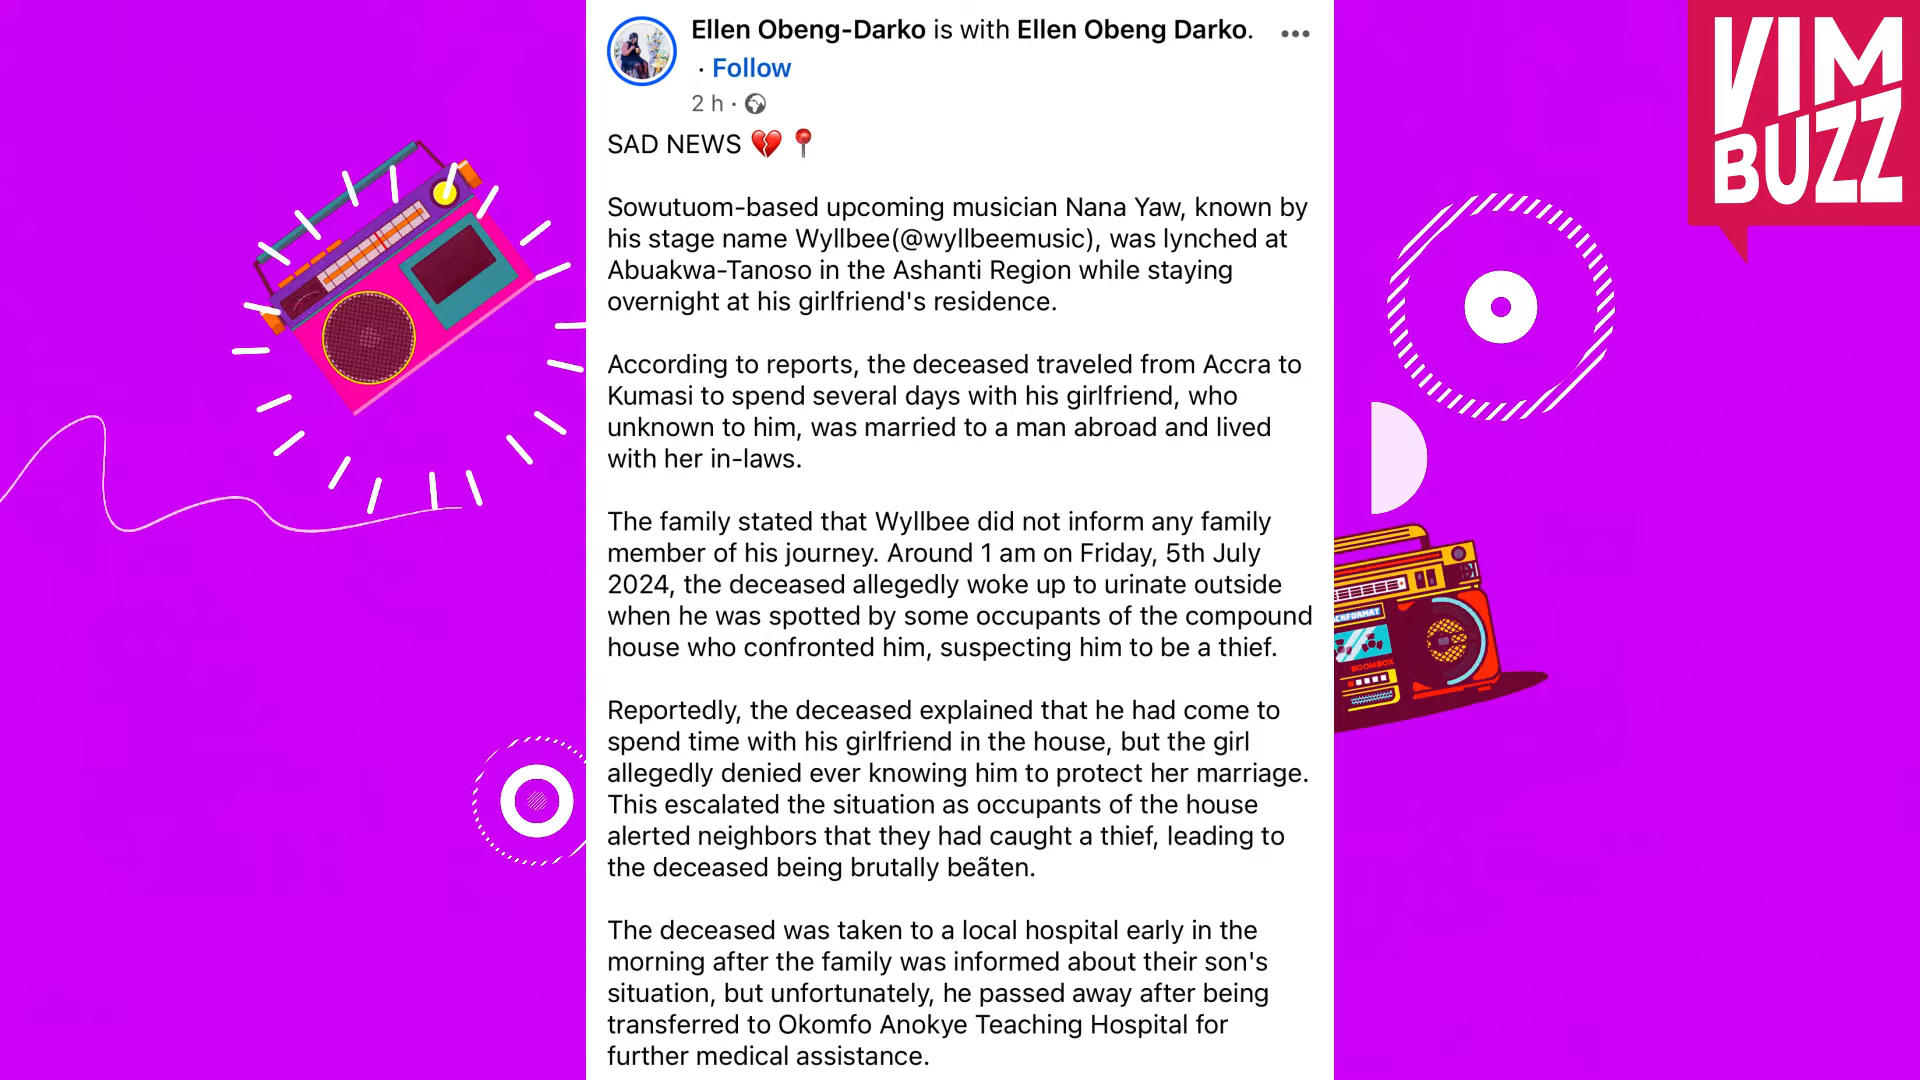 Ellen Obeng-Darko is with Ellen Obeng Darko.
· Follow
2 h ·
SAD NEWS 💔 📍
Sowutuom-based upcoming musician Nana Yaw, known by
his stage name Wyllbee(@wyllbeemusic), was lynched at
Abuakwa-Tanoso in the Ashanti Region while staying
overnight at his girlfriend's residence.
According to reports, the deceased traveled from Accra to
Kumasi to spend several days with his girlfriend, who
unknown to him, was married to a man abroad and lived
with her in-laws.
The family stated that Wyllbee did not inform any family
member of his journey. Around 1 am on Friday, 5th July
2024, the deceased allegedly woke up to urinate outside
when he was spotted by some occupants of the compound
house who confronted him, suspecting him to be a thief.
Reportedly, the deceased explained that he had come to
spend time with his girlfriend in the house, but the girl
allegedly denied ever knowing him to protect her marriage.
This escalated the situation as occupants of the house
alerted neighbors that they had caught a thief, leading to
the deceased being brutally beãten.
The deceased was taken to a local hospital early in the
morning after the family was informed about their son's
situation, but unfortunately, he passed away after being
transferred to Okomfo Anokye Teaching Hospital for
further medical assistance.
VIM
BUZZ
BOOMBOX